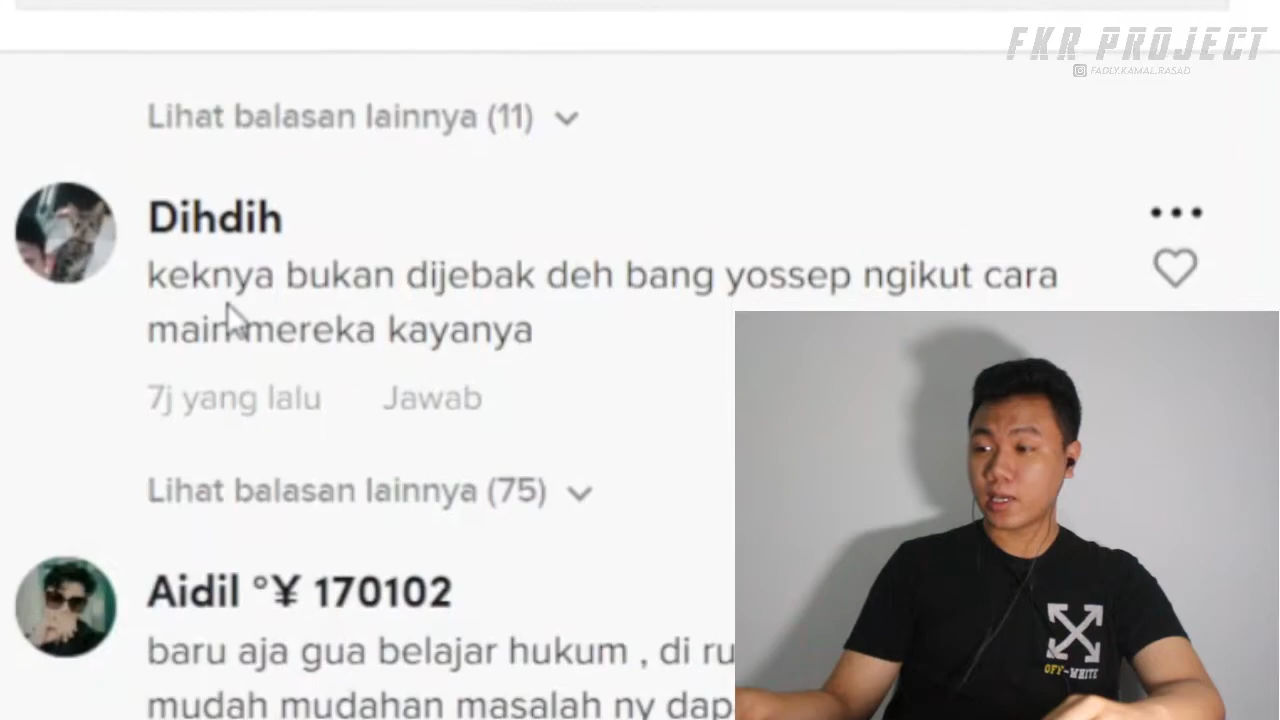 FKR PROJECT
FADLY.KAMAL.RASAD
Lihat balasan lainnya (11)
Dihdih
keknya bukan dijebak deh bang yossep ngikut cara
main mereka kayanya
7j yang lalu Jawab
Lihat balasan lainnya (75)
Aidil °¥ 170102
baru aja gua belajar hukum , di ru
mudah mudahan masalah ny dap
OFF-WHITE